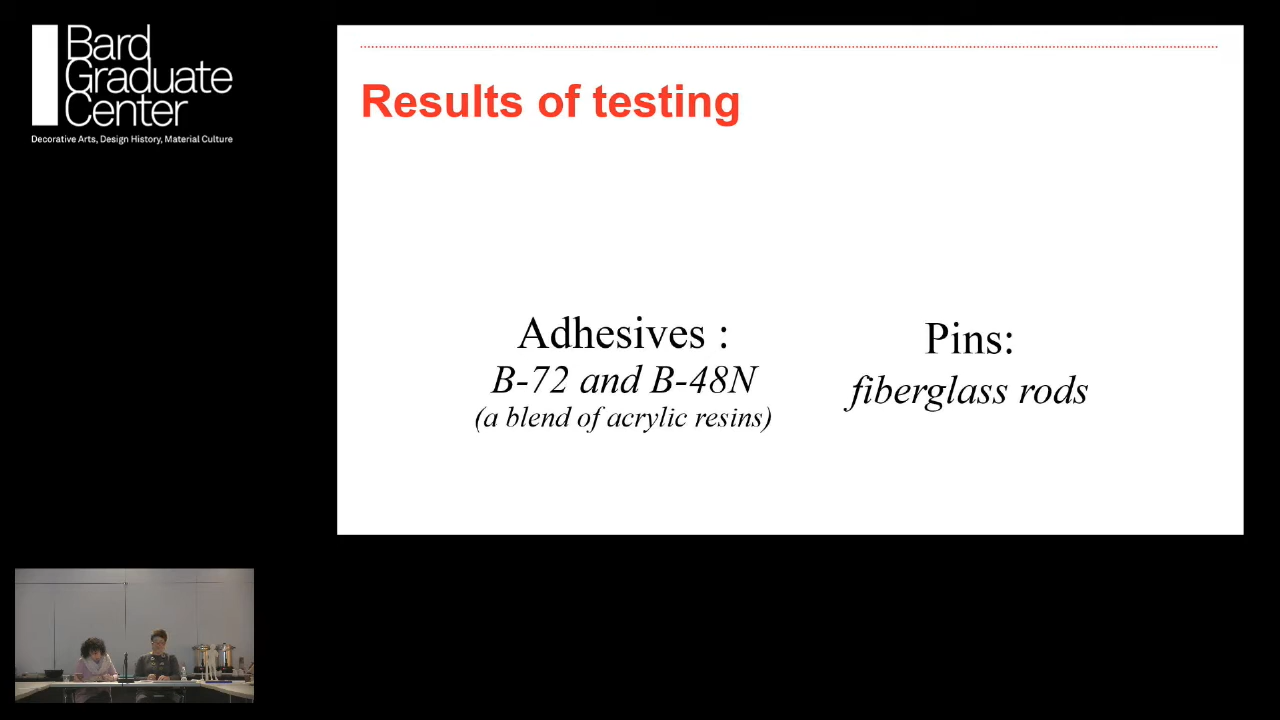 Bard
Graduate
Center
Decorative Arts, Design History, Material Culture
Results of testing
Adhesives :
B-72 and B-48N
(a blend of acrylic resins)
Pins:
fiberglass rods